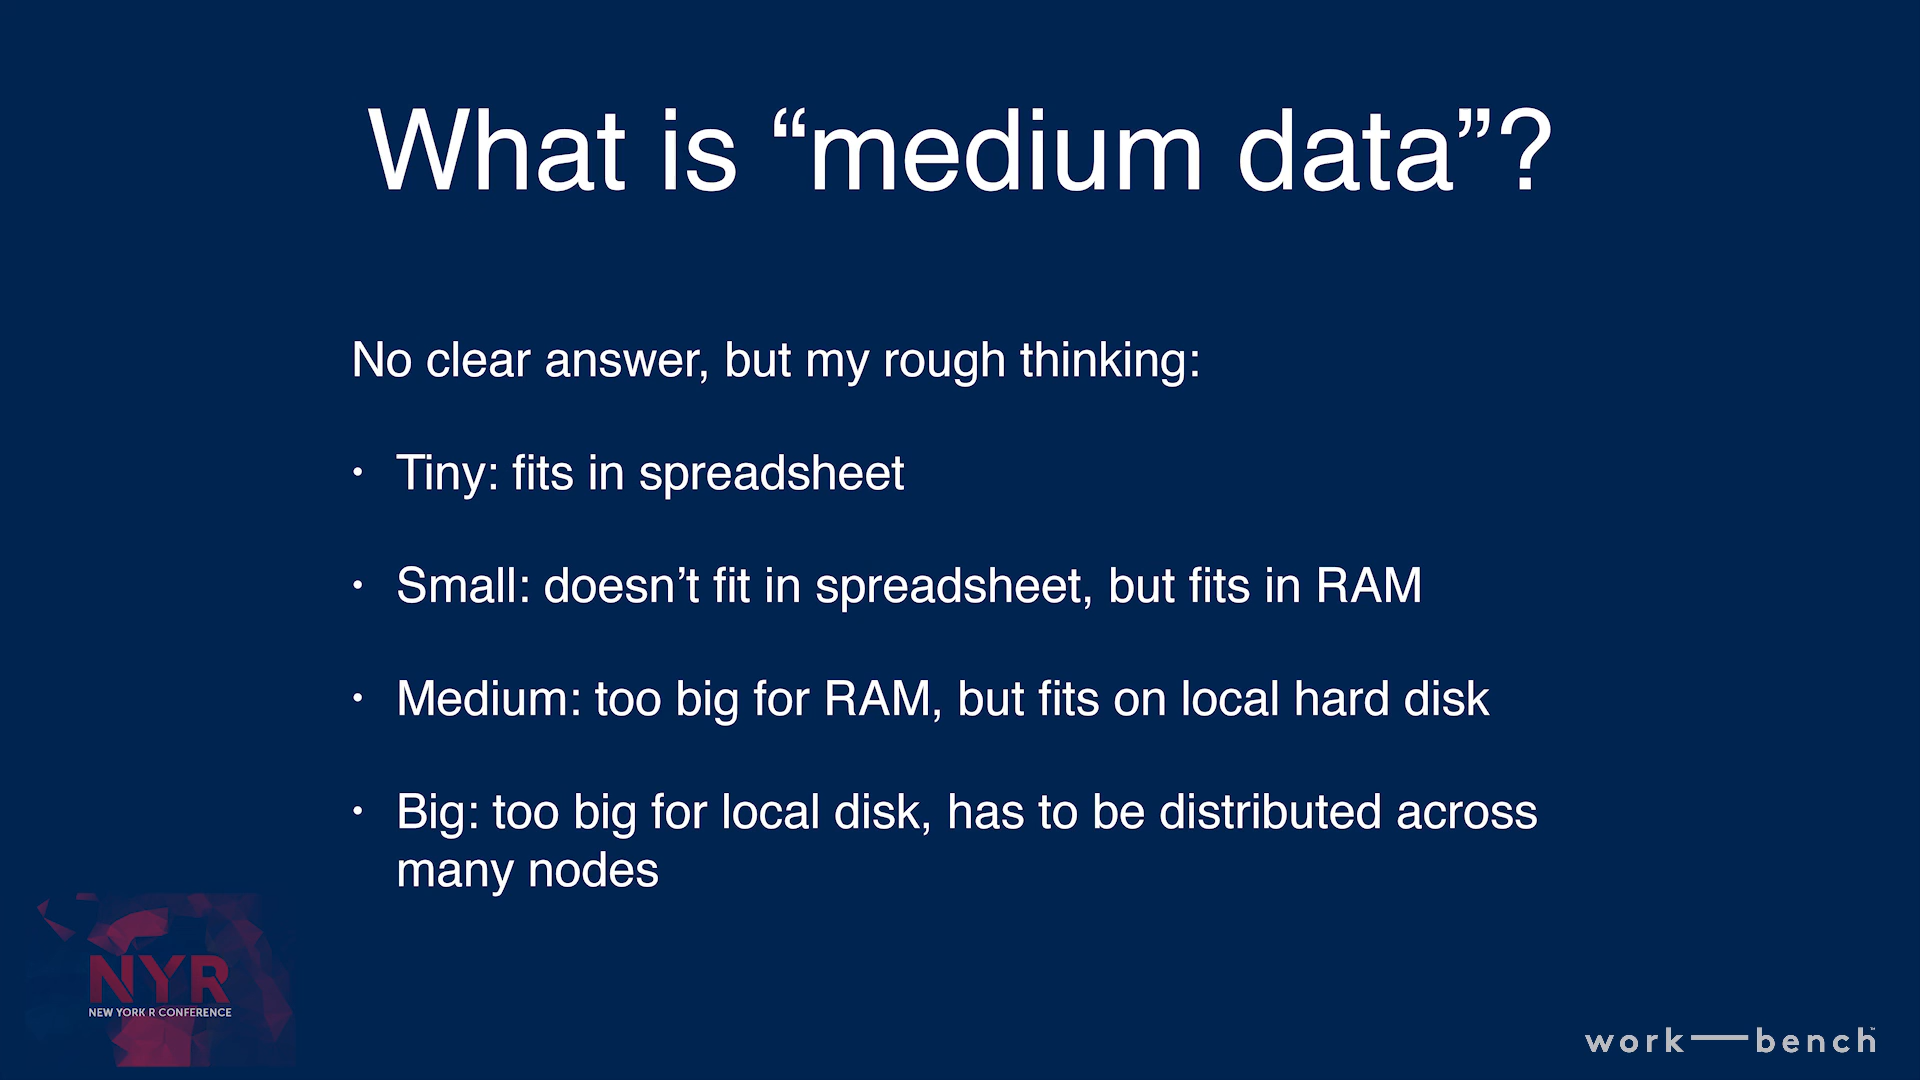 What is “medium data”?
No clear answer, but my rough thinking:
• Tiny: fits in spreadsheet
• Small: doesn’t fit in spreadsheet, but fits in RAM
• Medium: too big for RAM, but fits on local hard disk
• Big: too big for local disk, has to be distributed across
many nodes
NYR
NEW YORK R CONFERENCE
work—bench™